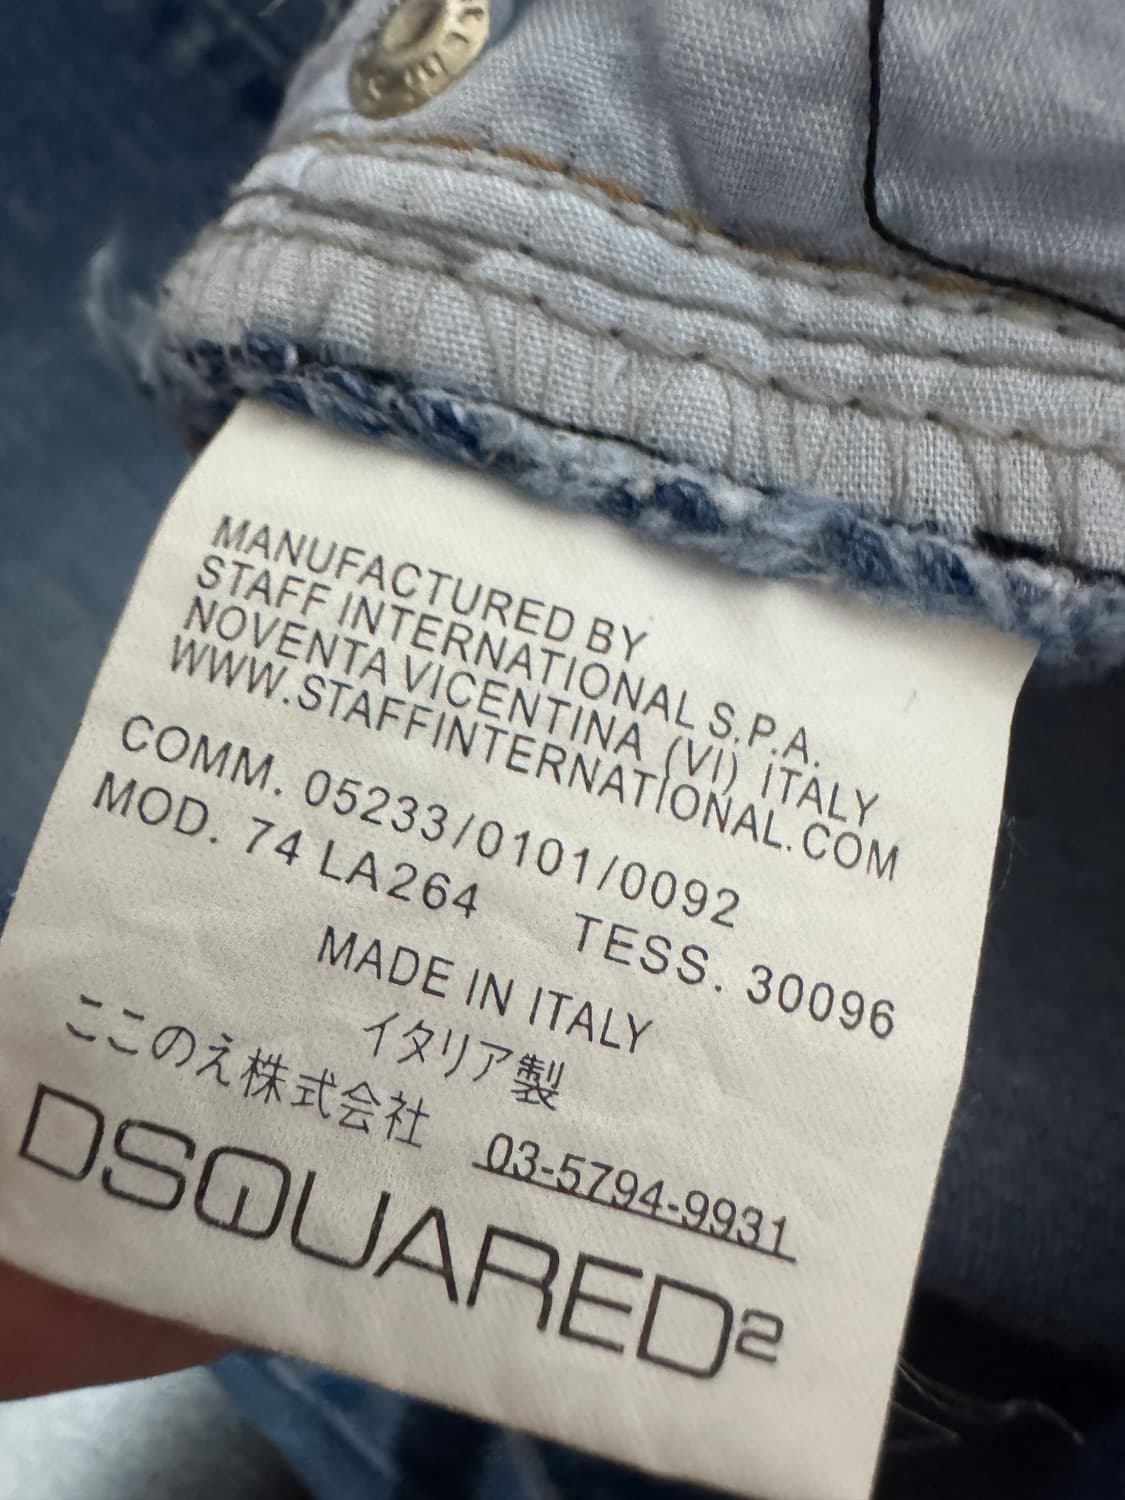 MANUFACTURED BY
STAFF INTERNATIONAL S.P.A.
NOVENTA VICENTINA (VI) ITALY
WWW.STAFFINTERNATIONAL.COM
COMM. 05233/0101/0092
MOD. 74 LA264 TESS. 30096
MADE IN ITALY
イタリア製
ここのえ株式会社 03-5794-9931
DSQUARED2